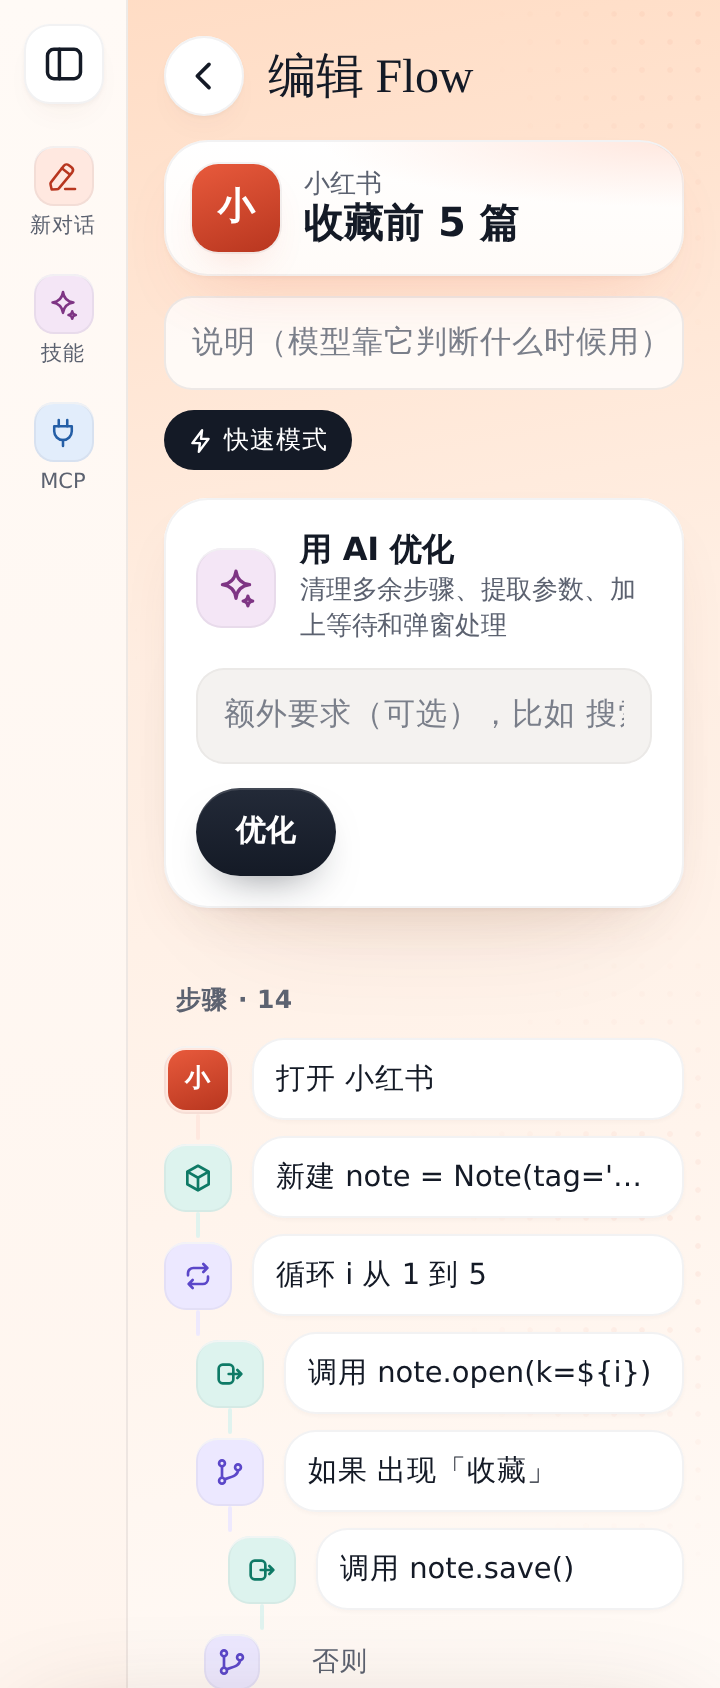 编辑 Flow
新对话
技能
MCP
小
小红书
收藏前 5 篇
说明（模型靠它判断什么时候用）
快速模式
用 AI 优化
清理多余步骤、提取参数、加
上等待和弹窗处理
额外要求（可选），比如 搜
优化
步骤 · 14
小
打开 小红书
新建 note = Note(tag='...
循环 i 从 1 到 5
调用 note.open(k=${i})
如果 出现「收藏」
调用 note.save()
否则